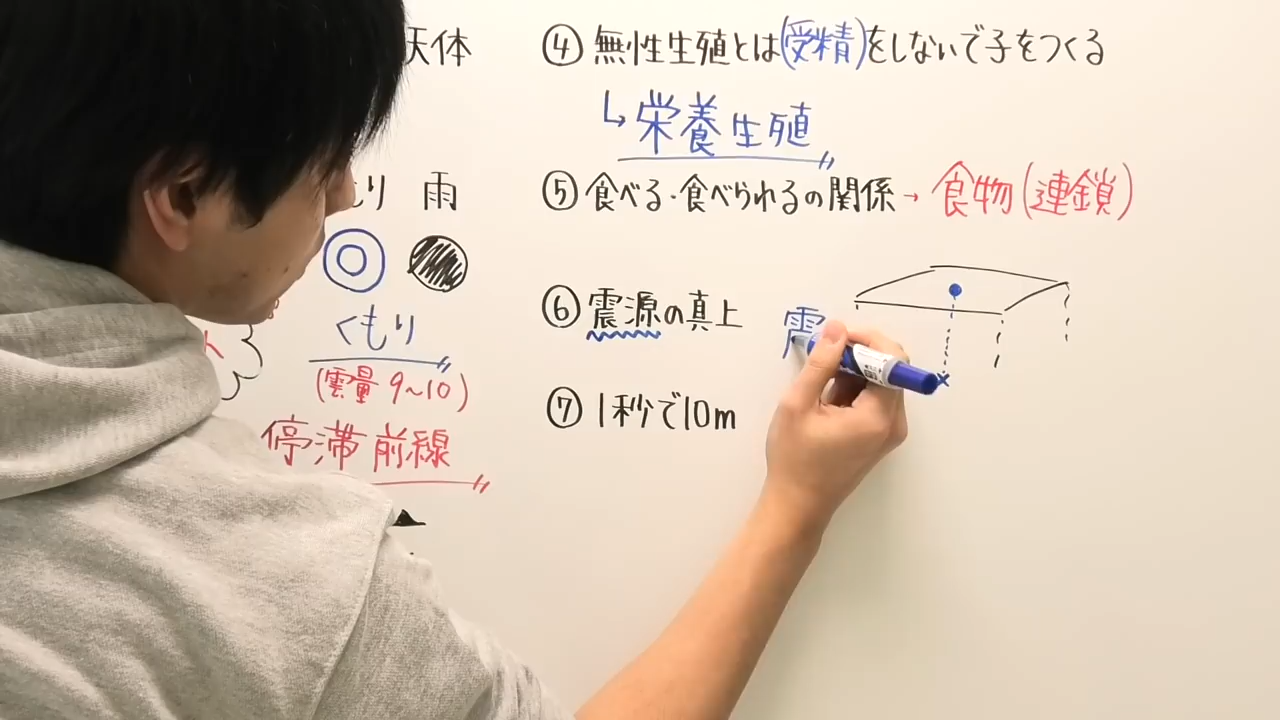 天体
④ 無性生殖とは(受精)をしないで子をつくる
↳ 栄養生殖
⑤ 食べる・食べられるの関係→ 食物(連鎖)
り 雨
⑥ 震源の真上 震
くもり
(雲量 9~10)
⑦ 1秒で10m
停滞前線